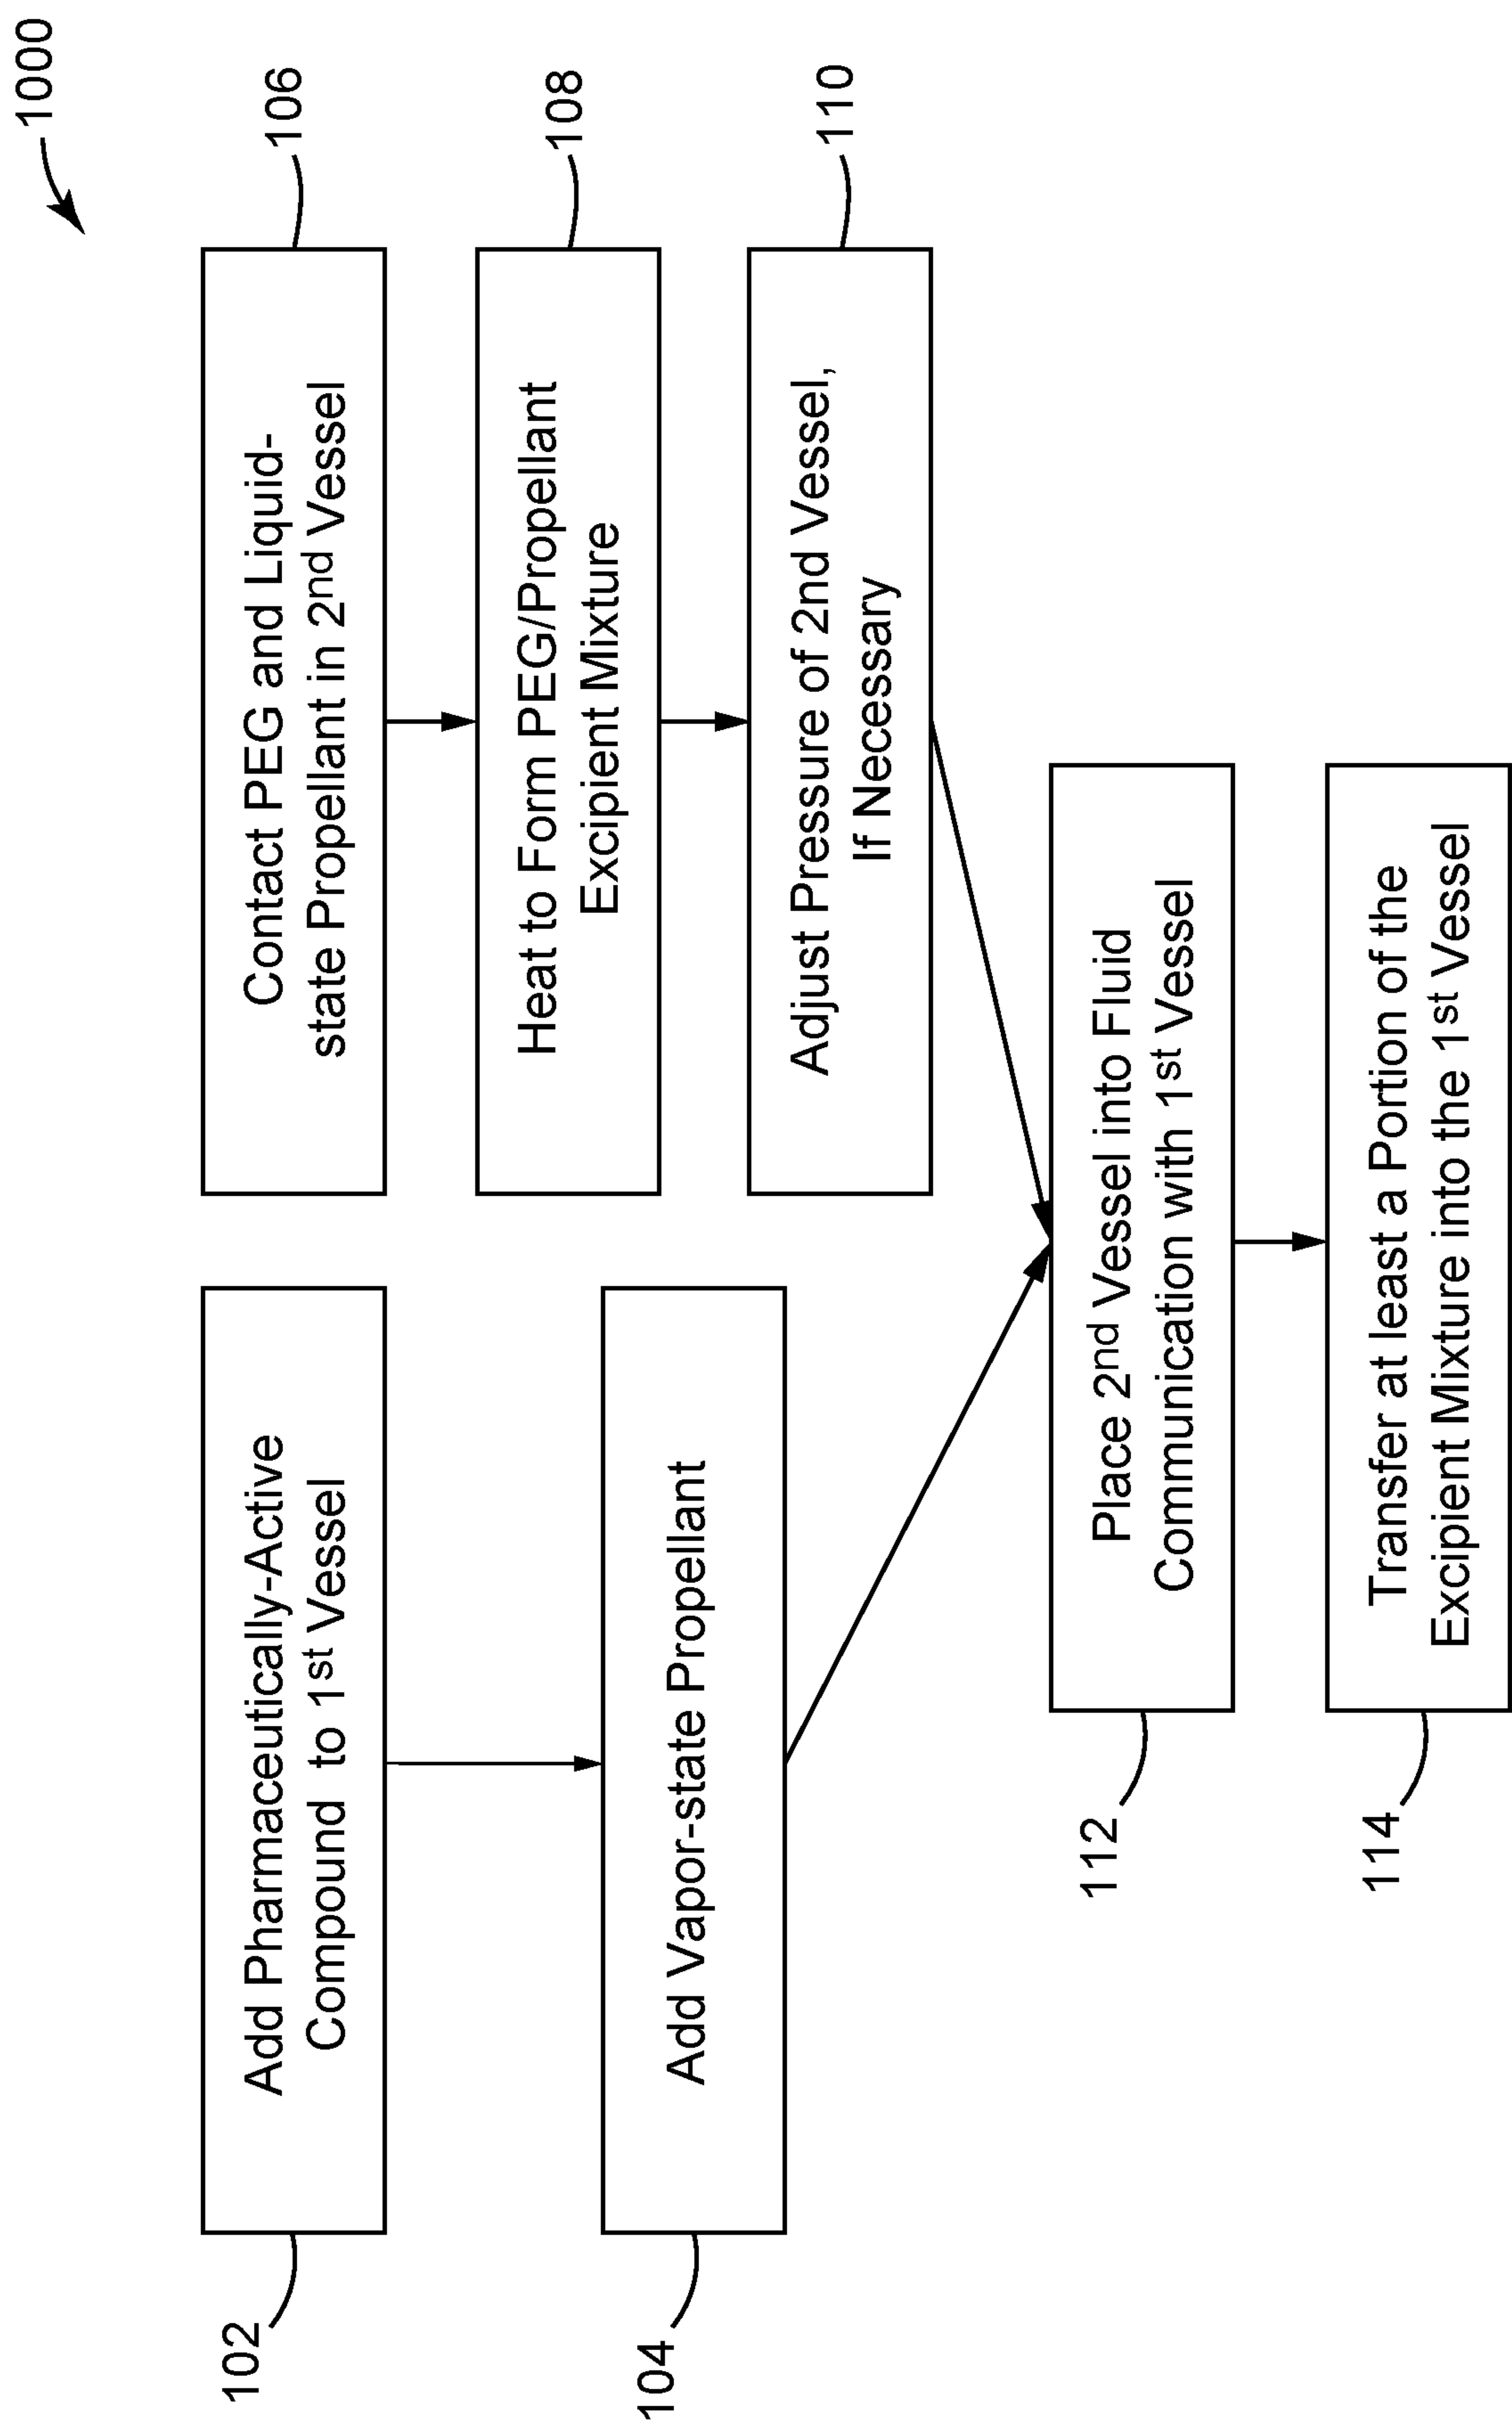 1000
102
Add Pharmaceutically-Active
Compound to 1st Vessel
104
Add Vapor-state Propellant
106
Contact PEG and Liquid-
state Propellant in 2nd Vessel
108
Heat to Form PEG/Propellant
Excipient Mixture
110
Adjust Pressure of 2nd Vessel,
If Necessary
112
Place 2nd Vessel into Fluid
Communication with 1st Vessel
114
Transfer at least a Portion of the
Excipient Mixture into the 1st Vessel